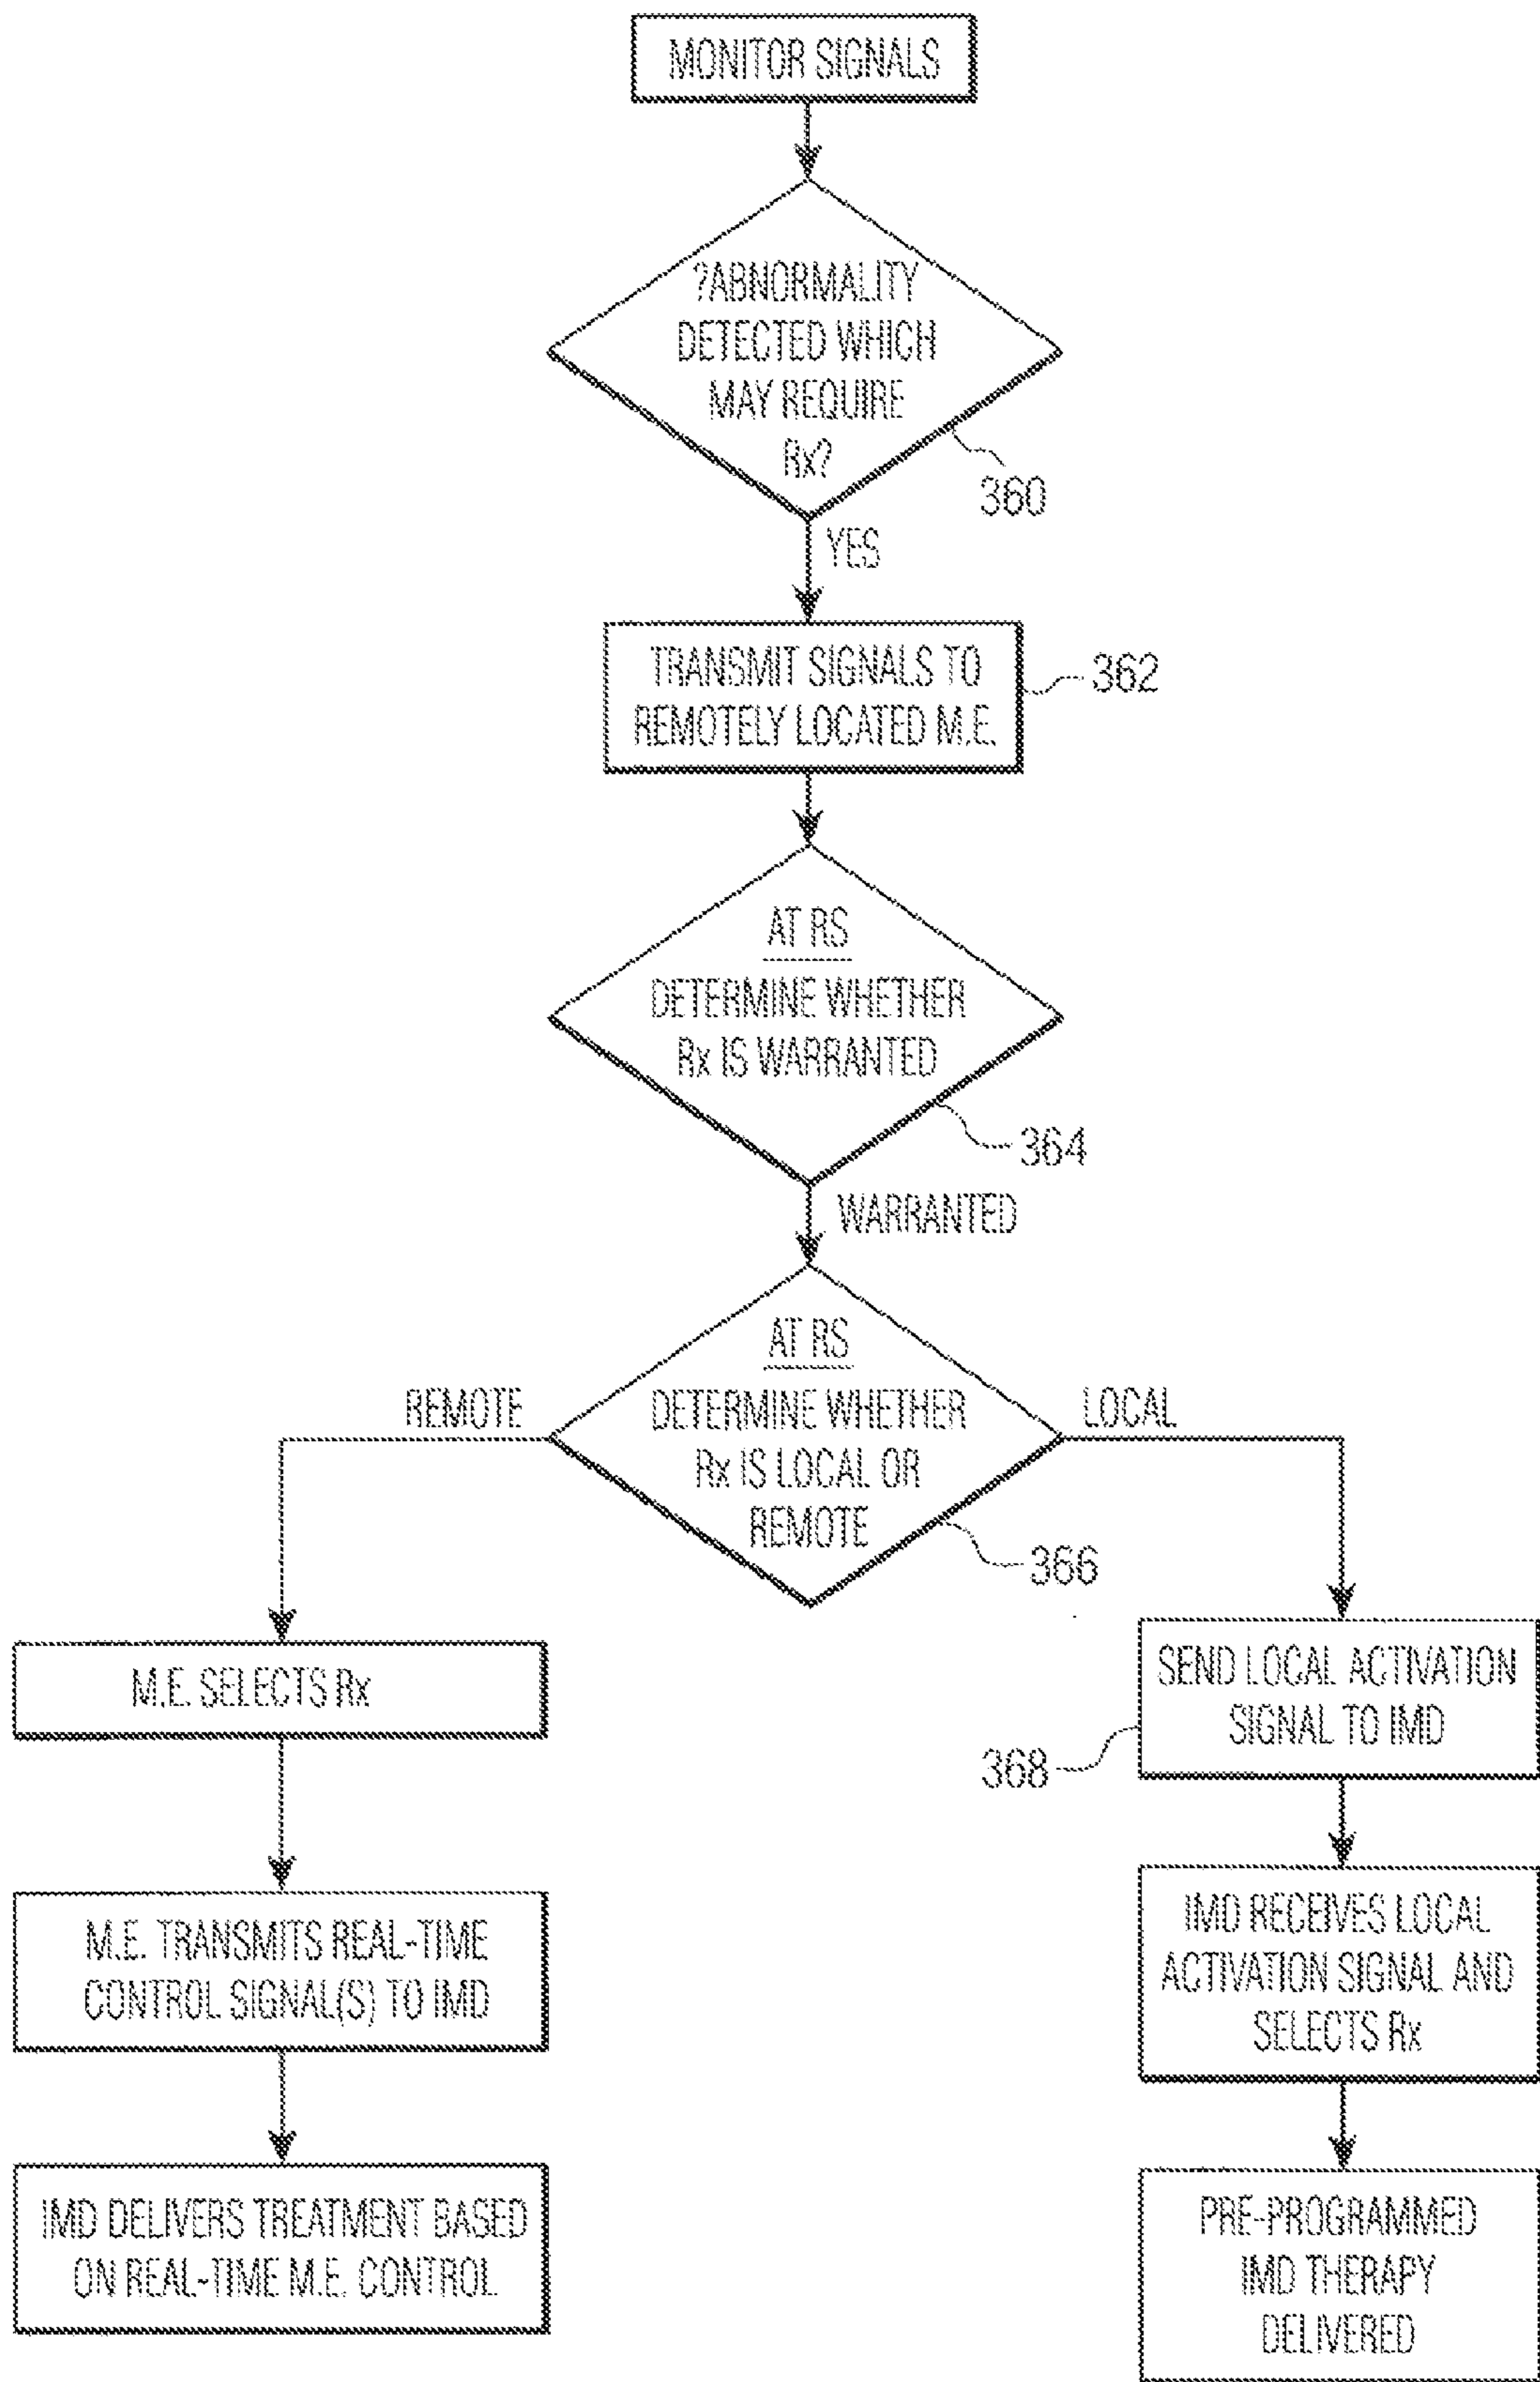 MONITOR SIGNALS
?ABNORMALITY
DETECTED WHICH
MAY REQUIRE
Rx?
360
YES
TRANSMIT SIGNALS TO
REMOTELY LOCATED M.E.
362
AT RS
DETERMINE WHETHER
Rx IS WARRANTED
364
WARRANTED
AT RS
DETERMINE WHETHER
Rx IS LOCAL OR
REMOTE
366
REMOTE
LOCAL
M.E. SELECTS Rx
M.E. TRANSMITS REAL-TIME
CONTROL SIGNAL(S) TO IMD
IMD DELIVERS TREATMENT BASED
ON REAL-TIME M.E. CONTROL
SEND LOCAL ACTIVATION
SIGNAL TO IMD
368
IMD RECEIVES LOCAL
ACTIVATION SIGNAL AND
SELECTS Rx
PRE-PROGRAMMED
IMD THERAPY
DELIVERED